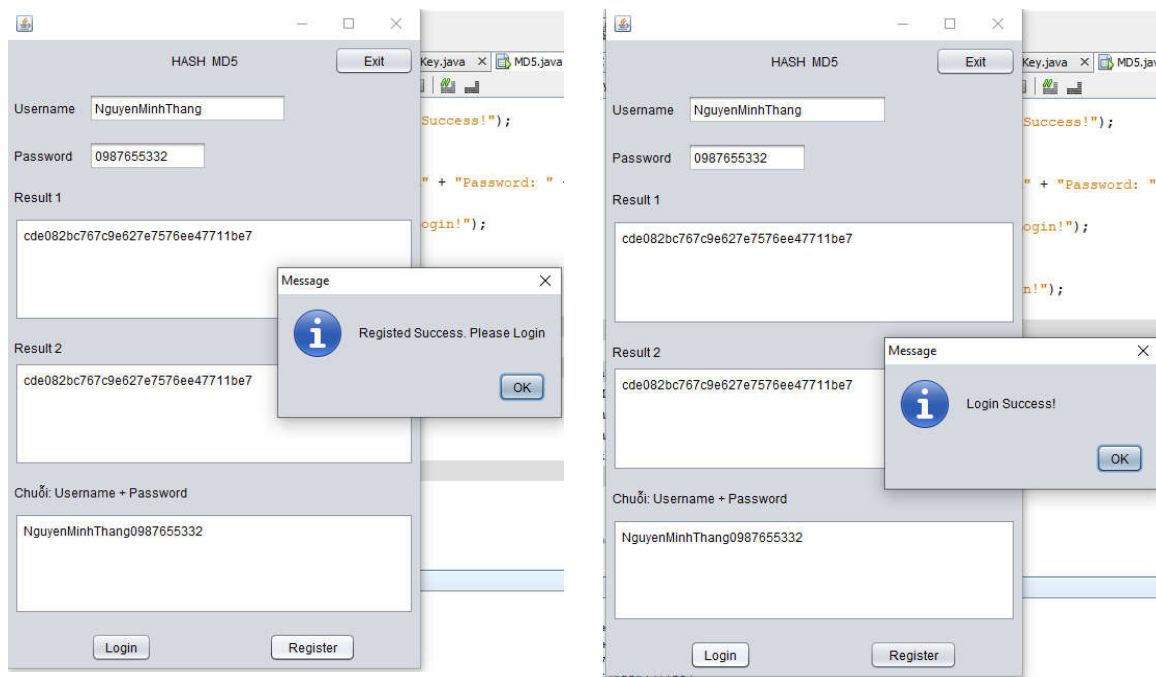 HASH MD5
Exit
Key.java
MD5.java
Username
NguyenMinhThang
Success!");
Password
0987655332
" + "Password: "
Result 1
cde082bc767c9e627e7576ee47711be7
ogin!");
Message
Registed Success. Please Login
OK
Result 2
cde082bc767c9e627e7576ee47711be7
Chuỗi: Username + Password
NguyenMinhThang0987655332
Login
Register
HASH MD5
Exit
Key.java
MD5.jav
Username
NguyenMinhThang
Success!");
Password
0987655332
" + "Password: "
Result 1
cde082bc767c9e627e7576ee47711be7
ogin!");
n!");
Result 2
Message
cde082bc767c9e627e7576ee47711be7
Login Success!
OK
Chuỗi: Username + Password
NguyenMinhThang0987655332
Login
Register